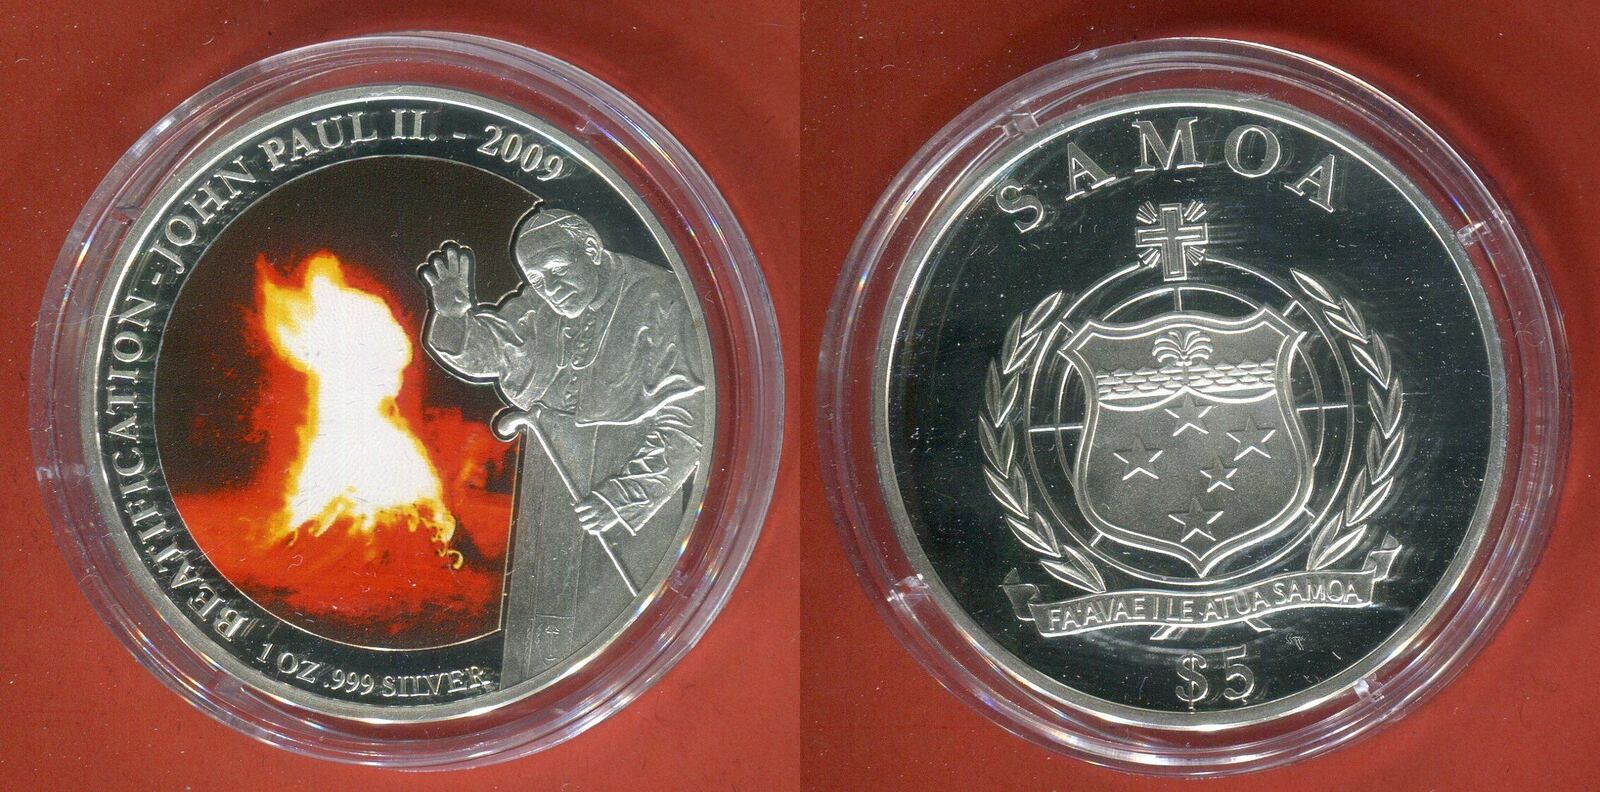 BEATIFICATION - JOHN PAUL II. - 2009
1 OZ .999 SILVER
SAMOA
FA'AVAE I LE ATUA SAMOA
$5